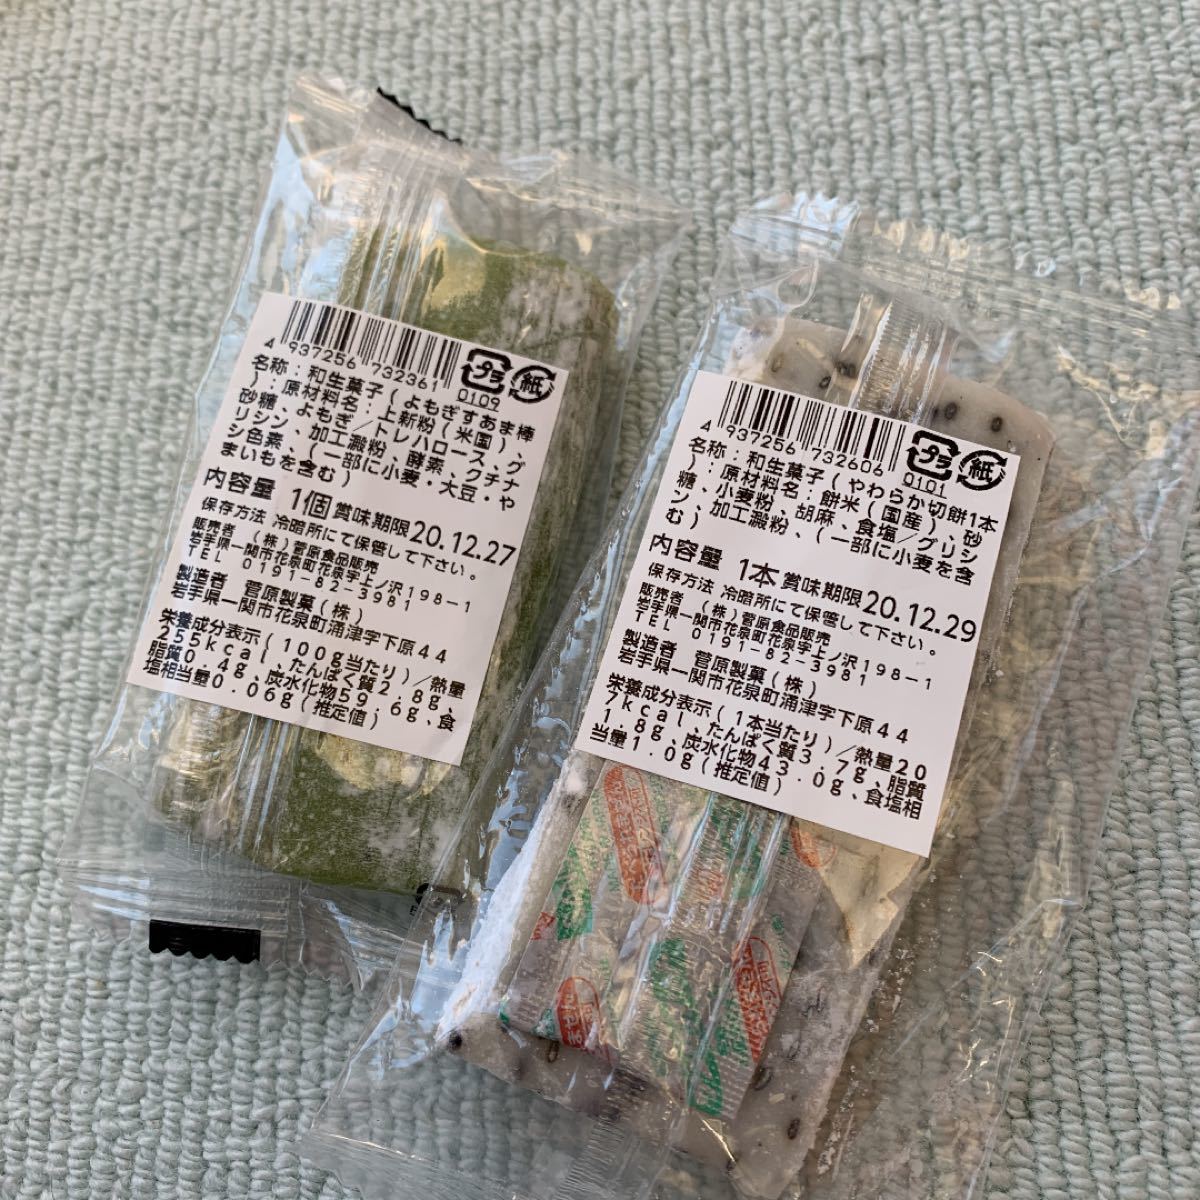 4 937256 732361
プラ 紙
0109
名称：和生菓子(よもぎすあま棒
)：原材料名：上新粉(米国)、
砂糖、よもぎ／トレハロース、グ
リシン、加工澱粉、酵素、クチナ
シ色素、(一部に小麦・大豆・や
まいもを含む)
内容量 1個 賞味期限 20.12.27
保存方法 冷暗所にて保管して下さい。
販売者 (株)菅原食品販売
岩手県一関市花泉町花泉字上ノ沢198-1
TEL 0191-82-3981
製造者 菅原製菓(株)
岩手県一関市花泉町涌津字下原44
栄養成分表示(100g当たり)／熱量
255kcal、たんぱく質2.8g、
脂質0.4g、炭水化物59.6g、食
塩相当量0.06g(推定値)
4 937256 732606
プラ 紙
0101
名称：和生菓子(やわらか切餅1本
)：原材料名：餅米(国産)、砂
糖、小麦粉、胡麻、食塩／グリシ
ン、加工澱粉、(一部に小麦を含
む)
内容量 1本 賞味期限 20.12.29
保存方法 冷暗所にて保管して下さい。
販売者 (株)菅原食品販売
岩手県一関市花泉町花泉字上ノ沢198-1
TEL 0191-82-3981
製造者 菅原製菓(株)
岩手県一関市花泉町涌津字下原44
栄養成分表示(1本当たり)／熱量20
7kcal、たんぱく質3.7g、脂質
1.8g、炭水化物43.0g、食塩相
当量1.0g(推定値)